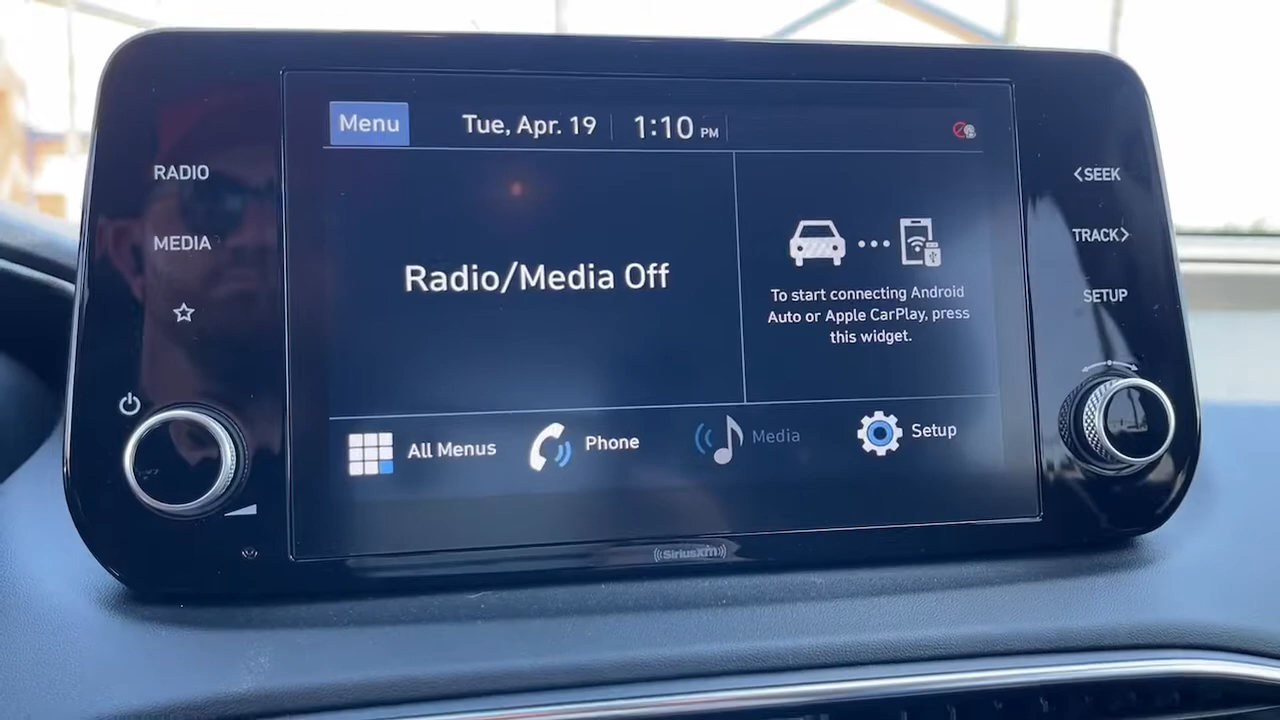 Menu
Tue, Apr. 19
1:10 PM
RADIO
MEDIA
Radio/Media Off
To start connecting Android
Auto or Apple CarPlay, press
this widget.
<SEEK
TRACK>
SETUP
All Menus
Phone
Media
Setup
((SiriusXM))